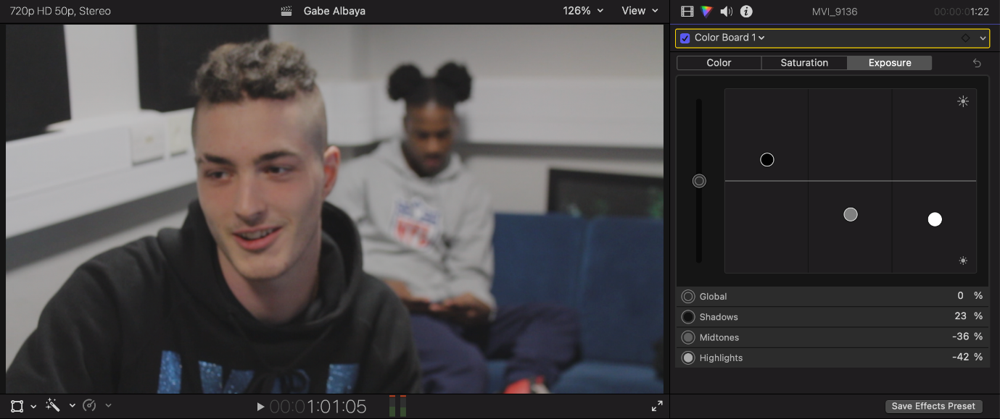 720p HD 50p, Stereo
Gabe Albaya
126%
View
MVI_9136
00:00:01:22
Color Board 1
Color
Saturation
Exposure
Global 0 %
Shadows 23 %
Midtones -36 %
Highlights -42 %
00:01:01:05
Save Effects Preset